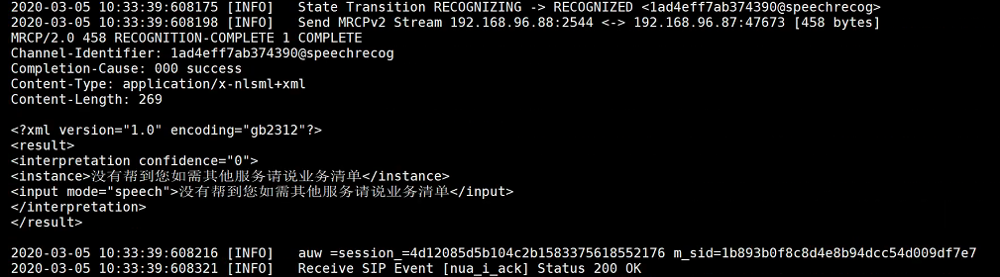 2020-03-05 10:33:39:608175 [INFO]   State Transition RECOGNIZING -> RECOGNIZED <1ad4eff7ab374390@speechrecog>
2020-03-05 10:33:39:608198 [INFO]   Send MRCPv2 Stream 192.168.96.88:2544 <-> 192.168.96.87:47673 [458 bytes]
MRCP/2.0 458 RECOGNITION-COMPLETE 1 COMPLETE
Channel-Identifier: 1ad4eff7ab374390@speechrecog
Completion-Cause: 000 success
Content-Type: application/x-nlsml+xml
Content-Length: 269

<?xml version="1.0" encoding="gb2312"?>
<result>
<interpretation confidence="0">
<instance>没有帮到您如需其他服务请说业务清单</instance>
<input mode="speech">没有帮到您如需其他服务请说业务清单</input>
</interpretation>
</result>

2020-03-05 10:33:39:608216 [INFO]   auw =session_=4d12085d5b104c2b1583375618552176 m_sid=1b893b0f8c8d4e8b94dcc54d009df7e7
2020-03-05 10:33:39:608321 [INFO]   Receive SIP Event [nua_i_ack] Status 200 OK